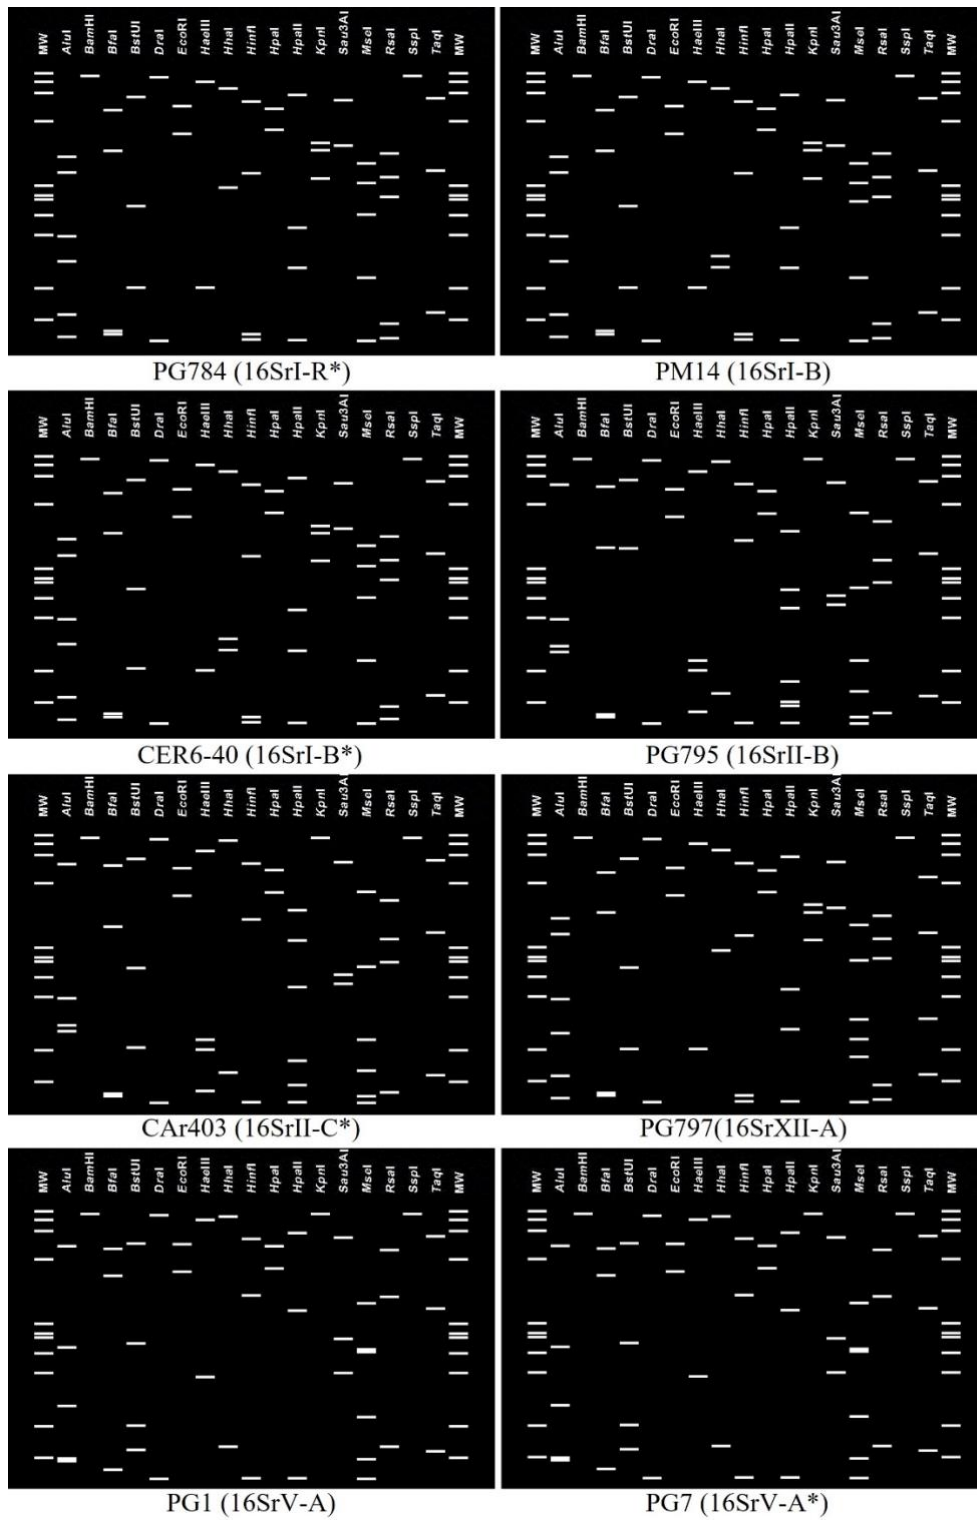 MW AluI BamHI BfaI BstUI DraI EcoRI HaeIII HhaI HinfI HpaI HpaII KpnI Sau3AI MseI RsaI SspI TaqI MW
MW AluI BamHI BfaI BstUI DraI EcoRI HaeIII HhaI HinfI HpaI HpaII KpnI Sau3AI MseI RsaI SspI TaqI MW
PG784 (16SrI-R*)
PM14 (16SrI-B)
MW AluI BamHI BfaI BstUI DraI EcoRI HaeIII HhaI HinfI HpaI HpaII KpnI Sau3AI MseI RsaI SspI TaqI MW
MW AluI BamHI BfaI BstUI DraI EcoRI HaeIII HhaI HinfI HpaI HpaII KpnI Sau3AI MseI RsaI SspI TaqI MW
CER6-40 (16SrI-B*)
PG795 (16SrII-B)
MW AluI BamHI BfaI BstUI DraI EcoRI HaeIII HhaI HinfI HpaI HpaII KpnI Sau3AI MseI RsaI SspI TaqI MW
MW AluI BamHI BfaI BstUI DraI EcoRI HaeIII HhaI HinfI HpaI HpaII KpnI Sau3AI MseI RsaI SspI TaqI MW
CAr403 (16SrII-C*)
PG797(16SrXII-A)
MW AluI BamHI BfaI BstUI DraI EcoRI HaeIII HhaI HinfI HpaI HpaII KpnI Sau3AI MseI RsaI SspI TaqI MW
MW AluI BamHI BfaI BstUI DraI EcoRI HaeIII HhaI HinfI HpaI HpaII KpnI Sau3AI MseI RsaI SspI TaqI MW
PG1 (16SrV-A)
PG7 (16SrV-A*)